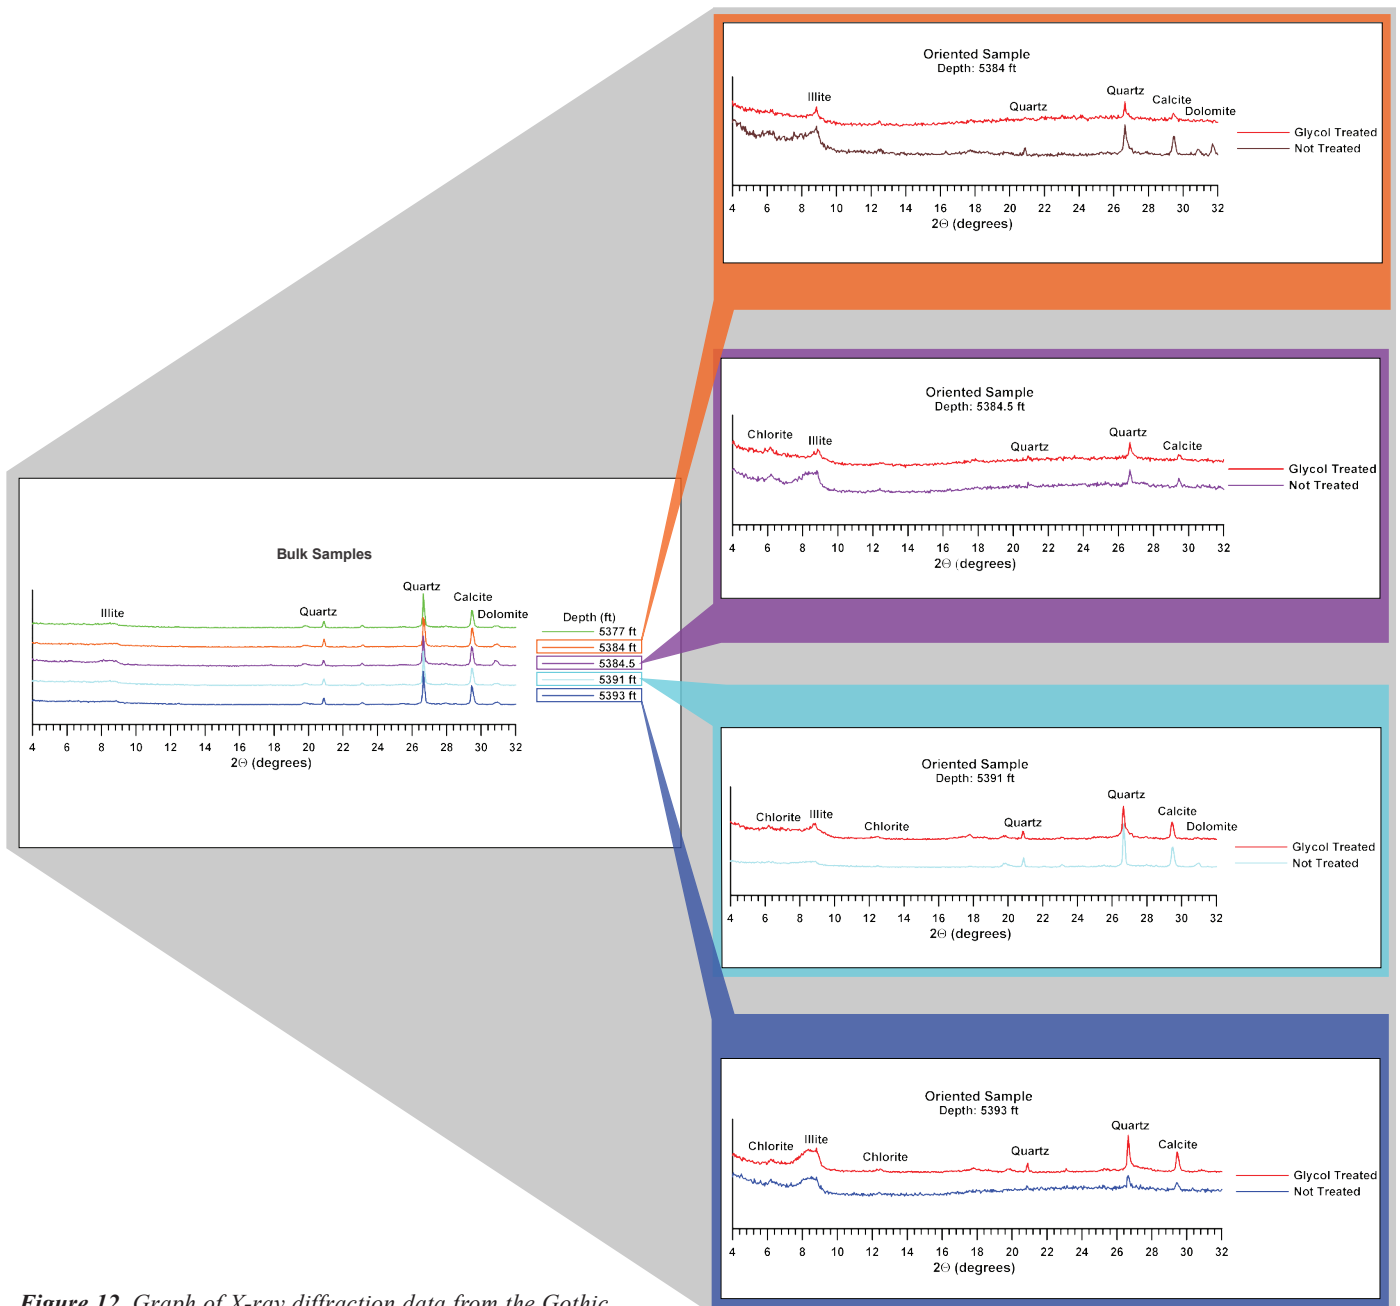 Oriented Sample
Depth: 5384 ft
Illite
Quartz
Quartz
Calcite
Dolomite
Glycol Treated
Not Treated
4 6 8 10 12 14 16 18 20 22 24 26 28 30 32
2Θ (degrees)
Oriented Sample
Depth: 5384.5 ft
Chlorite
Illite
Quartz
Quartz
Calcite
Glycol Treated
Not Treated
4 6 8 10 12 14 16 18 20 22 24 26 28 30 32
2Θ (degrees)
Bulk Samples
Illite
Quartz
Quartz
Calcite
Dolomite
Depth (ft)
5377 ft
5384 ft
5384.5
5391 ft
5393 ft
4 6 8 10 12 14 16 18 20 22 24 26 28 30 32
2Θ (degrees)
Oriented Sample
Depth: 5391 ft
Chlorite
Illite
Chlorite
Quartz
Quartz
Calcite
Dolomite
Glycol Treated
Not Treated
4 6 8 10 12 14 16 18 20 22 24 26 28 30 32
2Θ (degrees)
Oriented Sample
Depth: 5393 ft
Chlorite
Illite
Chlorite
Quartz
Quartz
Calcite
Glycol Treated
Not Treated
4 6 8 10 12 14 16 18 20 22 24 26 28 30 32
2Θ (degrees)
Figure 12. Graph of X-ray diffraction data from the Gothic